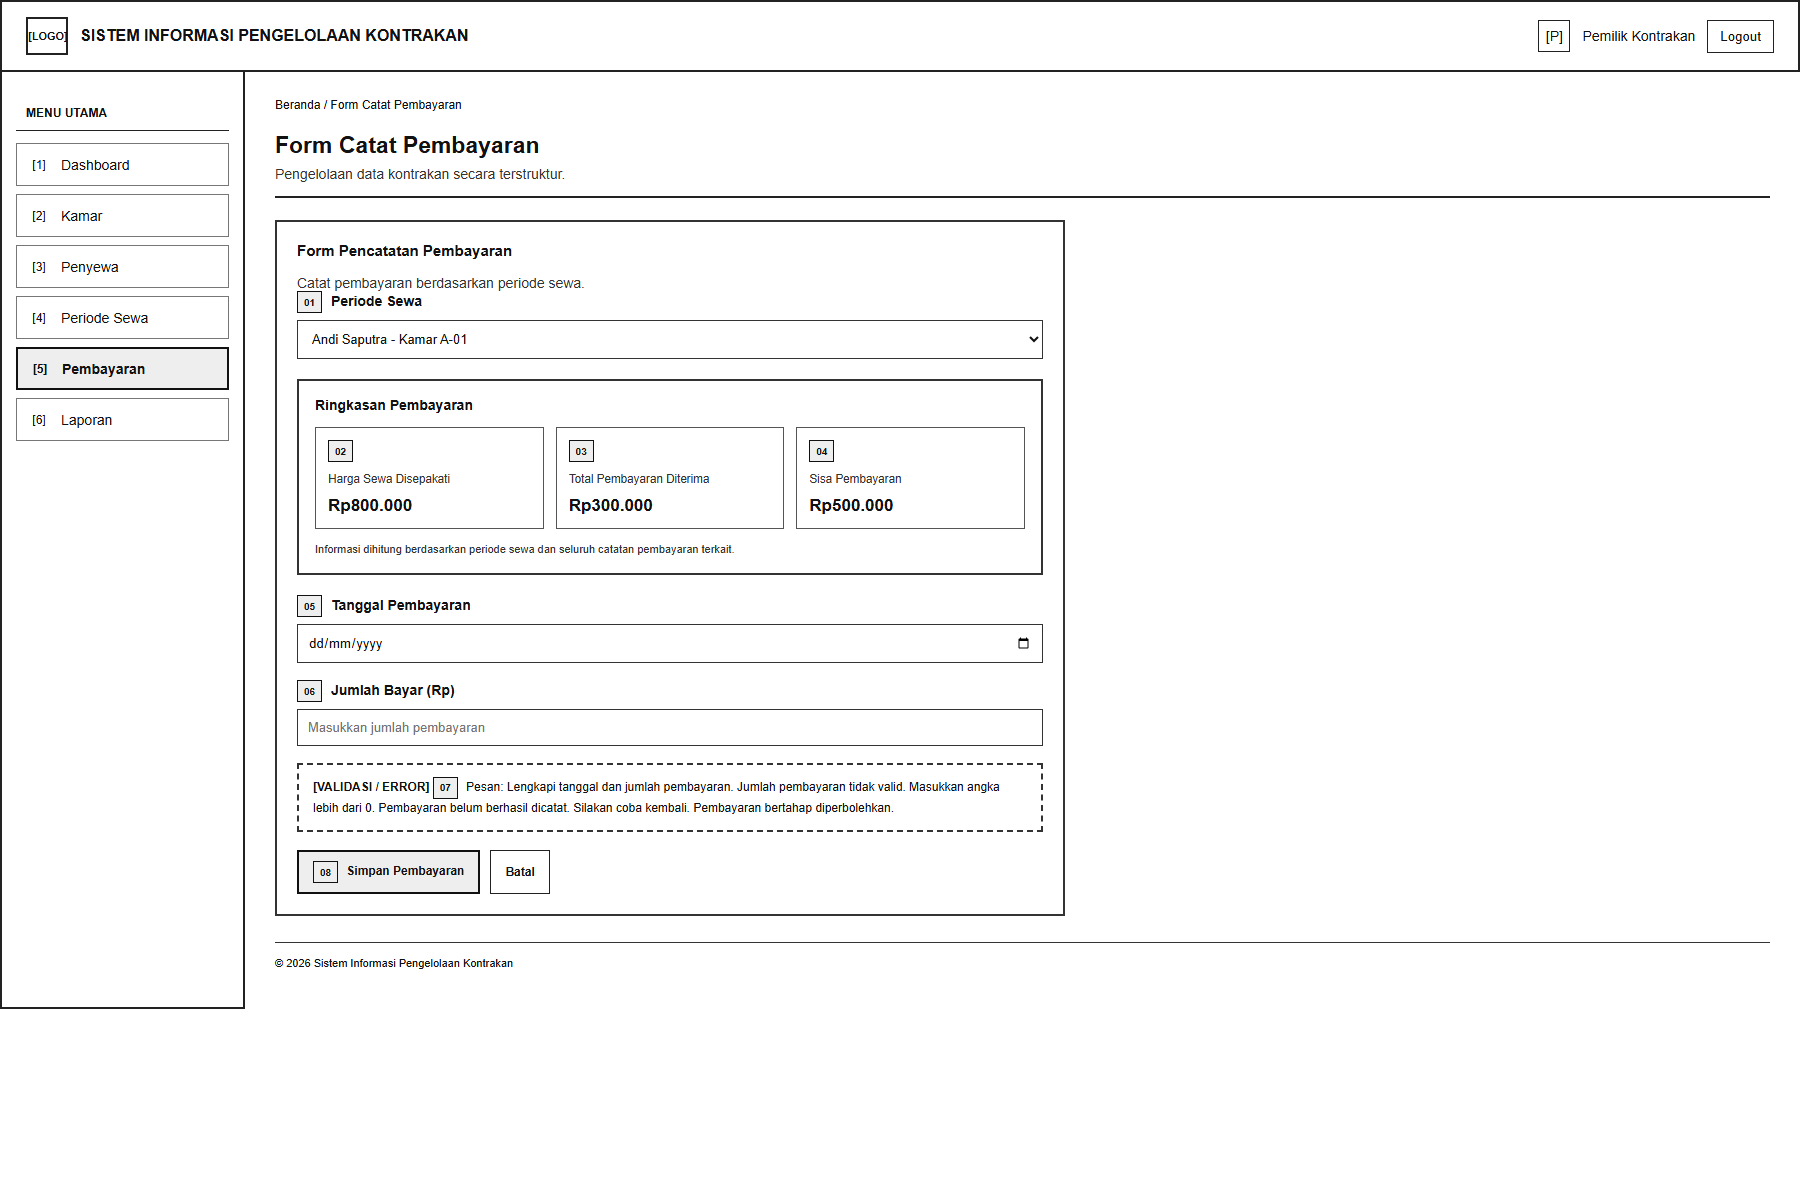 [LOGO] SISTEM INFORMASI PENGELOLAAN KONTRAKAN
[P] Pemilik Kontrakan Logout
MENU UTAMA
[1] Dashboard
[2] Kamar
[3] Penyewa
[4] Periode Sewa
[5] Pembayaran
[6] Laporan
Beranda / Form Catat Pembayaran
Form Catat Pembayaran
Pengelolaan data kontrakan secara terstruktur.
Form Pencatatan Pembayaran
Catat pembayaran berdasarkan periode sewa.
01 Periode Sewa
Andi Saputra - Kamar A-01
Ringkasan Pembayaran
02
Harga Sewa Disepakati
Rp800.000
03
Total Pembayaran Diterima
Rp300.000
04
Sisa Pembayaran
Rp500.000
Informasi dihitung berdasarkan periode sewa dan seluruh catatan pembayaran terkait.
05 Tanggal Pembayaran
dd/mm/yyyy
06 Jumlah Bayar (Rp)
Masukkan jumlah pembayaran
[VALIDASI / ERROR] 07 Pesan: Lengkapi tanggal dan jumlah pembayaran. Jumlah pembayaran tidak valid. Masukkan angka
lebih dari 0. Pembayaran belum berhasil dicatat. Silakan coba kembali. Pembayaran bertahap diperbolehkan.
08 Simpan Pembayaran
Batal
© 2026 Sistem Informasi Pengelolaan Kontrakan